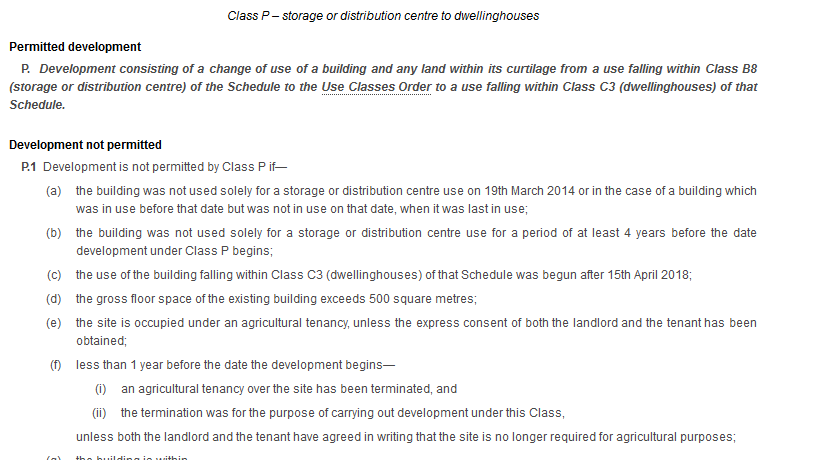 Class P – storage or distribution centre to dwellinghouses
Permitted development
P. Development consisting of a change of use of a building and any land within its curtilage from a use falling within Class B8
(storage or distribution centre) of the Schedule to the Use Classes Order to a use falling within Class C3 (dwellinghouses) of that
Schedule.
Development not permitted
P.1 Development is not permitted by Class P if—
(a) the building was not used solely for a storage or distribution centre use on 19th March 2014 or in the case of a building which
was in use before that date but was not in use on that date, when it was last in use;
(b) the building was not used solely for a storage or distribution centre use for a period of at least 4 years before the date
development under Class P begins;
(c) the use of the building falling within Class C3 (dwellinghouses) of that Schedule was begun after 15th April 2018;
(d) the gross floor space of the existing building exceeds 500 square metres;
(e) the site is occupied under an agricultural tenancy, unless the express consent of both the landlord and the tenant has been
obtained;
(f) less than 1 year before the date the development begins—
(i) an agricultural tenancy over the site has been terminated, and
(ii) the termination was for the purpose of carrying out development under this Class,
unless both the landlord and the tenant have agreed in writing that the site is no longer required for agricultural purposes;
(g) the building is within